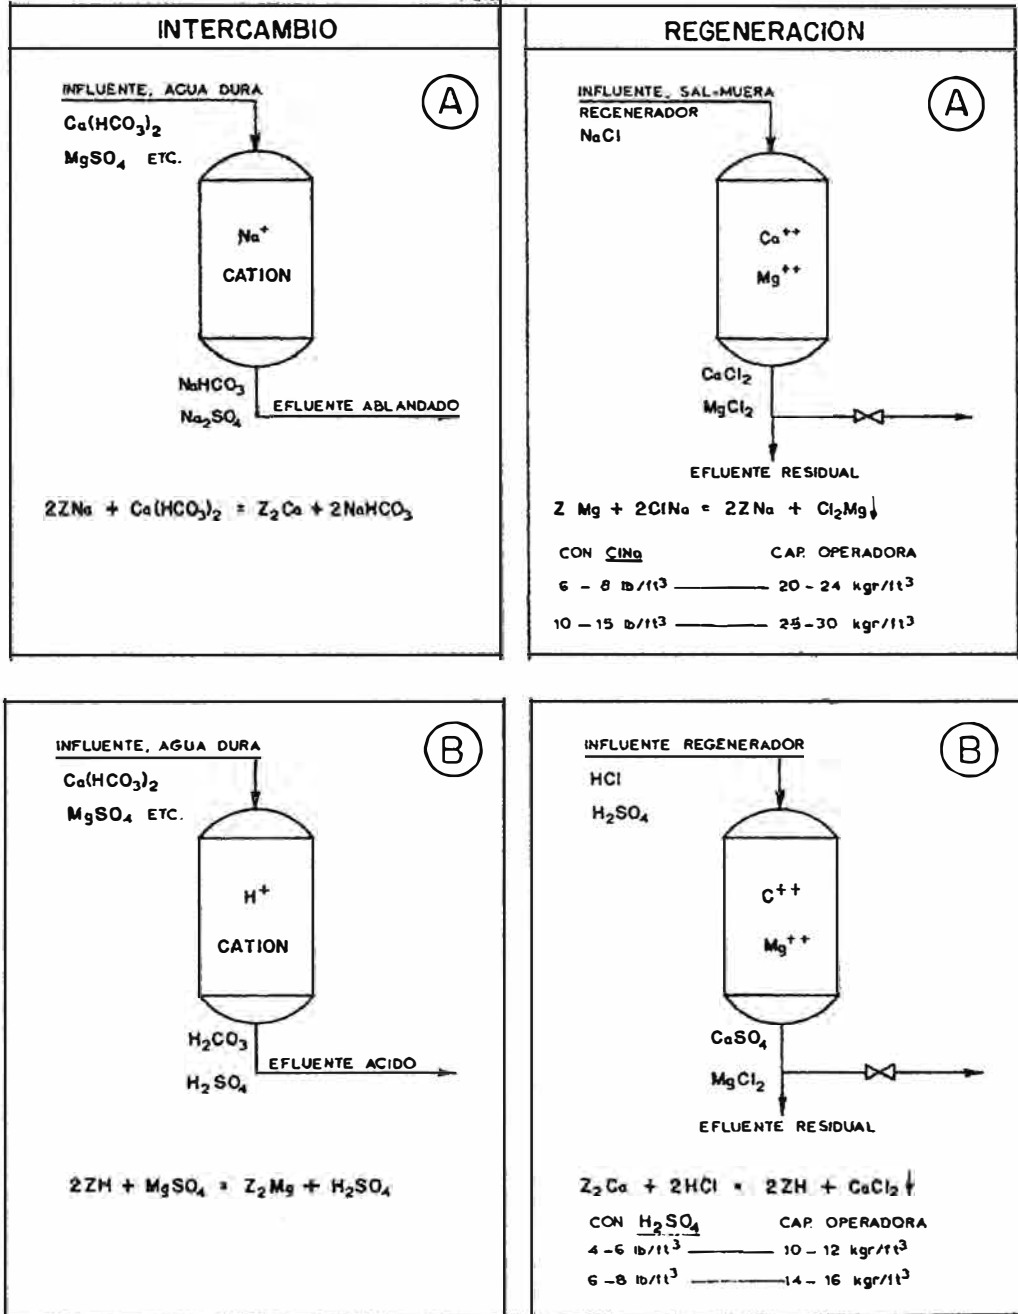 INTERCAMBIO
INFLUENTE, AGUA DURA
A
Ca(HCO₃)₂
MgSO₄ ETC.
Na⁺
CATION
NaHCO₃
Na₂SO₄
EFLUENTE ABLANDADO
2ZNa + Ca(HCO₃)₂ = Z₂Ca + 2NaHCO₃
REGENERACION
INFLUENTE, SAL-MUERA
A
REGENERADOR
NaCl
Ca⁺⁺
Mg⁺⁺
CaCl₂
MgCl₂
EFLUENTE RESIDUAL
Z Mg + 2ClNa = 2ZNa + Cl₂Mg↓
CON ClNa CAP. OPERADORA
6 – 8 lb/ft³ ——— 20 – 24 kgr/ft³
10 – 15 lb/ft³ ——— 25-30 kgr/ft³
INFLUENTE, AGUA DURA
B
Ca(HCO₃)₂
MgSO₄ ETC.
H⁺
CATION
H₂CO₃
H₂SO₄
EFLUENTE ACIDO
2ZH + MgSO₄ = Z₂Mg + H₂SO₄
INFLUENTE REGENERADOR
B
HCl
H₂SO₄
C⁺⁺
Mg⁺⁺
CaSO₄
MgCl₂
EFLUENTE RESIDUAL
Z₂Ca + 2HCl = 2ZH + CaCl₂↓
CON H₂SO₄ CAP. OPERADORA
4-6 lb/ft³ ——— 10 – 12 kgr/ft³
6 –8 lb/ft³ ——— 14 – 16 kgr/ft³